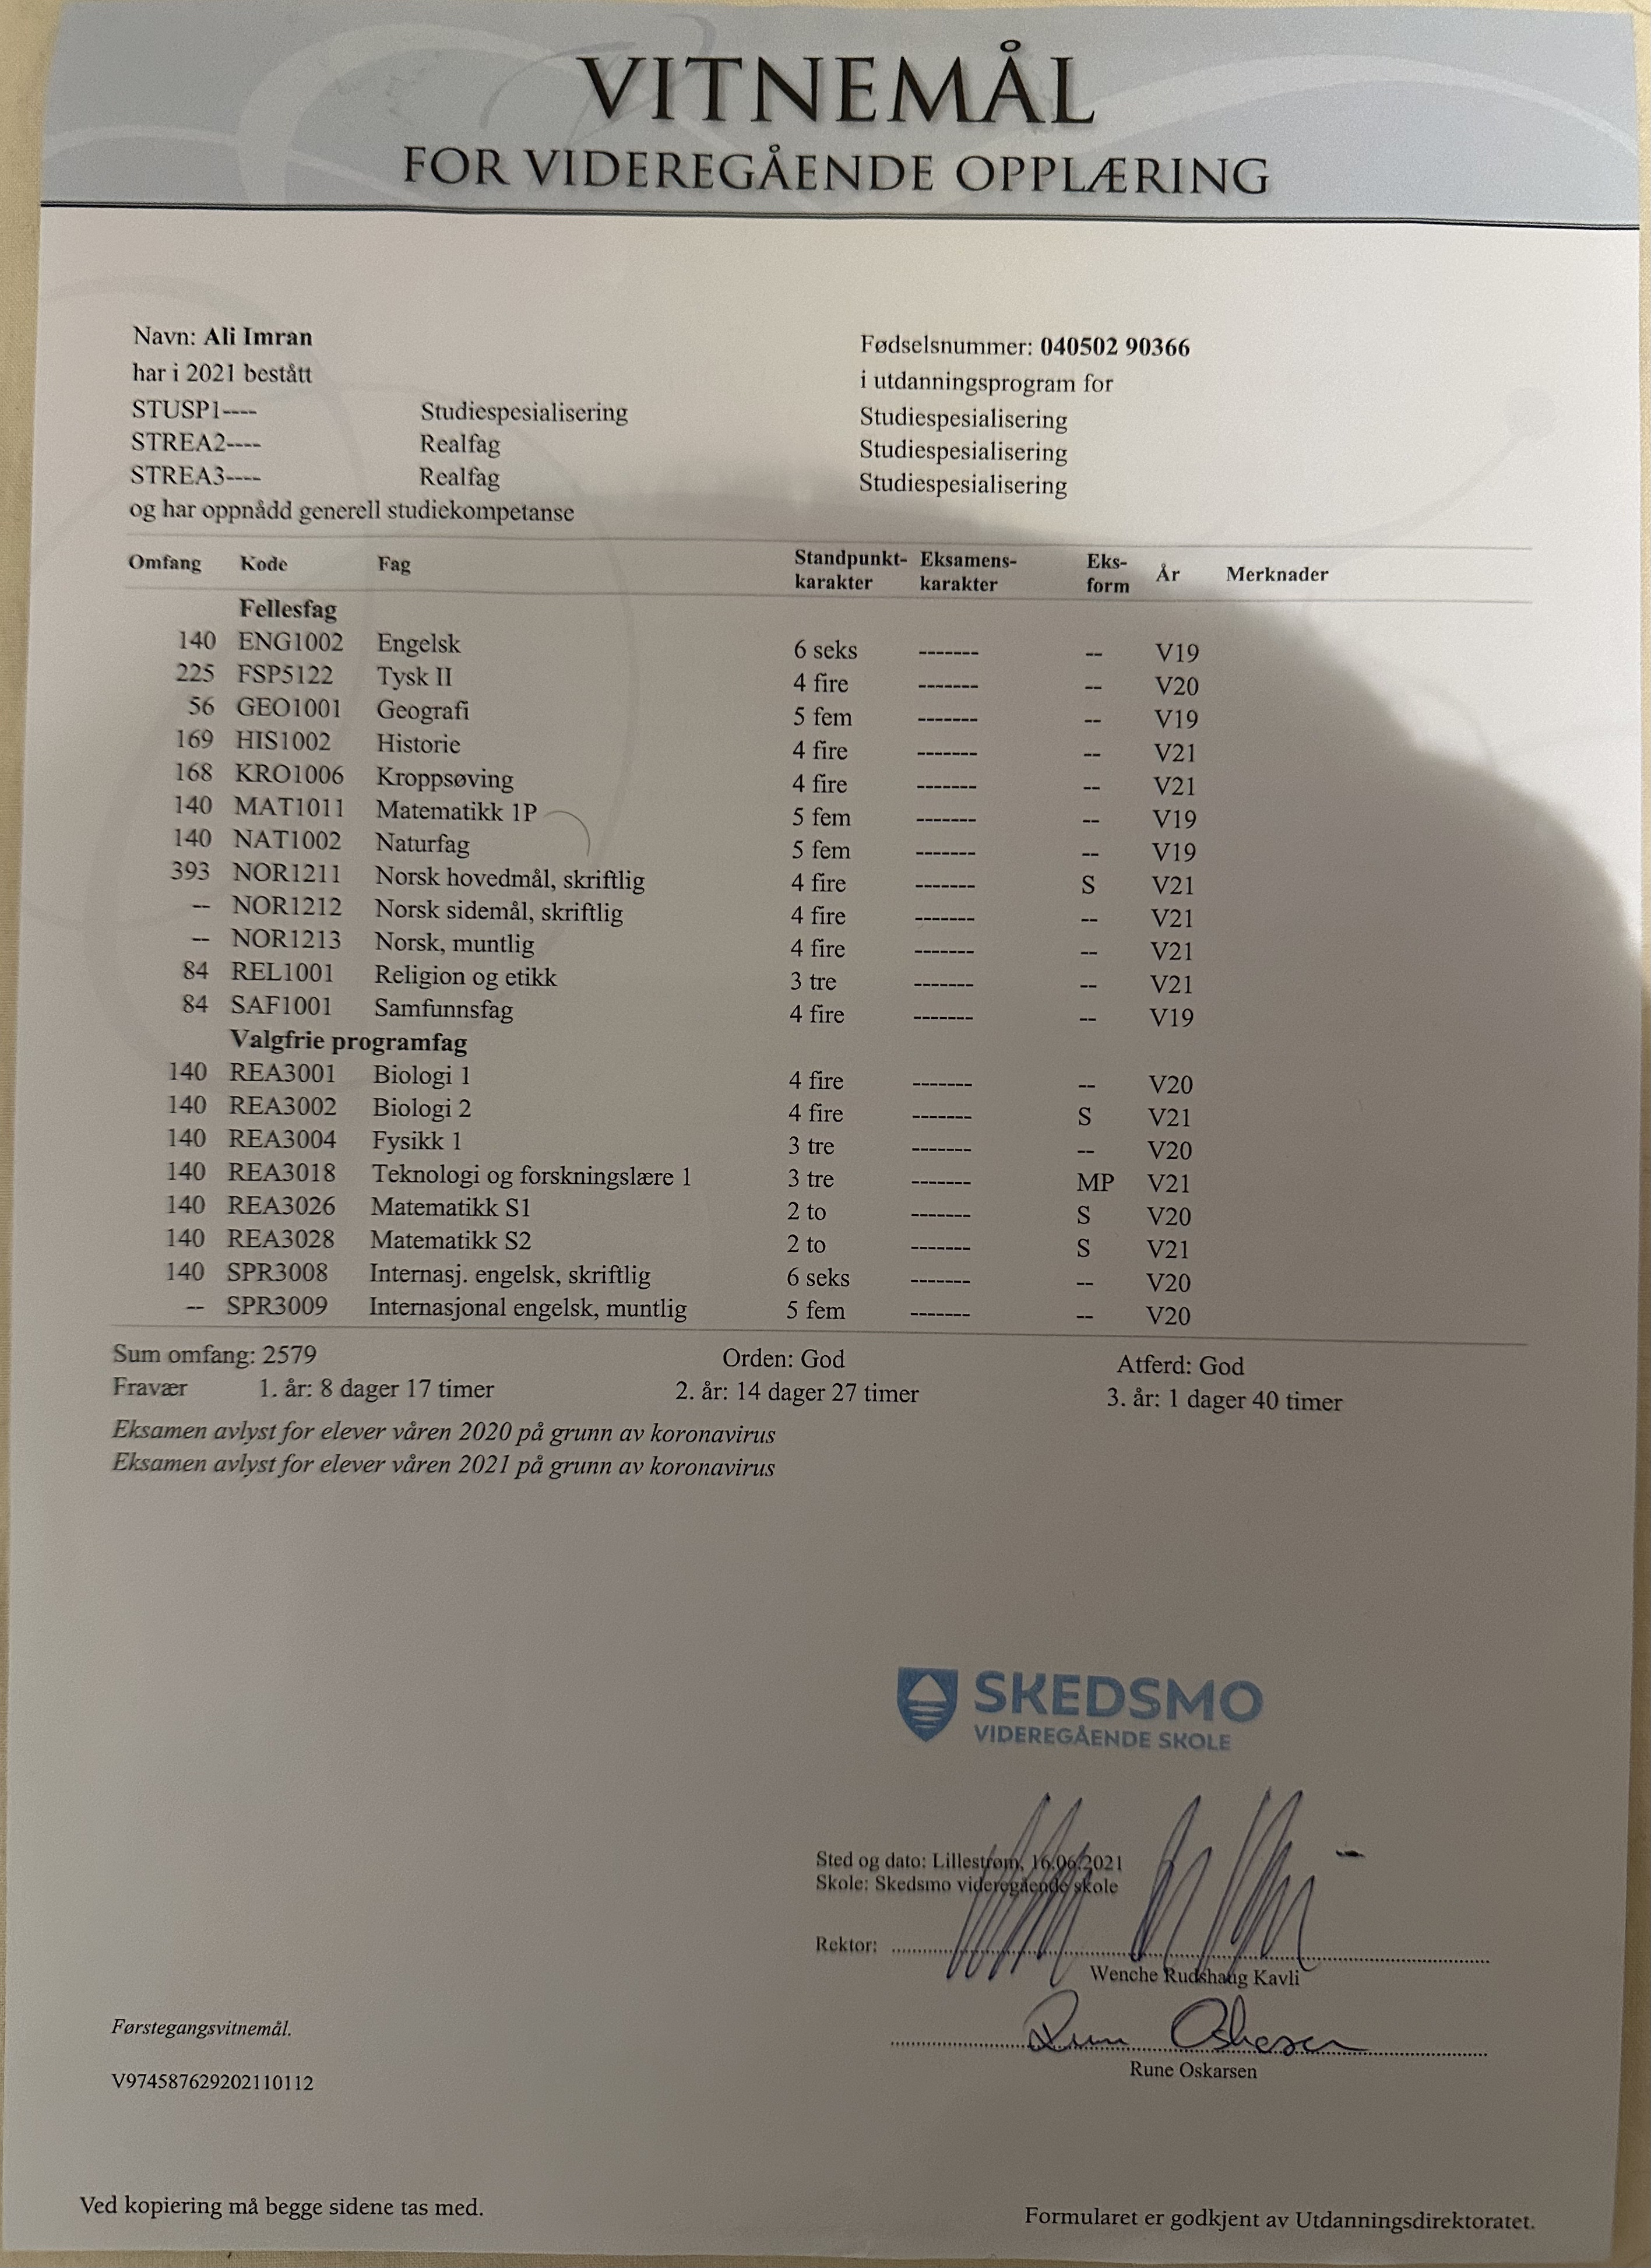 VITNEMÅL
FOR VIDEREGÅENDE OPPLÆRING
Navn: Ali Imran Fødselsnummer: 040502 90366
har i 2021 bestått i utdanningsprogram for
STUSP1---- Studiespesialisering Studiespesialisering
STREA2---- Realfag Studiespesialisering
STREA3---- Realfag Studiespesialisering
og har oppnådd generell studiekompetanse
Omfang Kode Fag Standpunkt-karakter Eksamens-karakter Eks-form År Merknader
Fellesfag
140 ENG1002 Engelsk 6 seks ------- -- V19
225 FSP5122 Tysk II 4 fire ------- -- V20
56 GEO1001 Geografi 5 fem ------- -- V19
169 HIS1002 Historie 4 fire ------- -- V21
168 KRO1006 Kroppsøving 4 fire ------- -- V21
140 MAT1011 Matematikk 1P 5 fem ------- -- V19
140 NAT1002 Naturfag 5 fem ------- -- V19
393 NOR1211 Norsk hovedmål, skriftlig 4 fire ------- S V21
-- NOR1212 Norsk sidemål, skriftlig 4 fire ------- -- V21
-- NOR1213 Norsk, muntlig 4 fire ------- -- V21
84 REL1001 Religion og etikk 3 tre ------- -- V21
84 SAF1001 Samfunnsfag 4 fire ------- -- V19
Valgfrie programfag
140 REA3001 Biologi 1 4 fire ------- -- V20
140 REA3002 Biologi 2 4 fire ------- S V21
140 REA3004 Fysikk 1 3 tre ------- -- V20
140 REA3018 Teknologi og forskningslære 1 3 tre ------- MP V21
140 REA3026 Matematikk S1 2 to ------- S V20
140 REA3028 Matematikk S2 2 to ------- S V21
140 SPR3008 Internasj. engelsk, skriftlig 6 seks ------- -- V20
-- SPR3009 Internasjonal engelsk, muntlig 5 fem ------- -- V20
Sum omfang: 2579 Orden: God Atferd: God
Fravær 1. år: 8 dager 17 timer 2. år: 14 dager 27 timer 3. år: 1 dager 40 timer
Eksamen avlyst for elever våren 2020 på grunn av koronavirus
Eksamen avlyst for elever våren 2021 på grunn av koronavirus
SKEDSMO
VIDEREGÅENDE SKOLE
Sted og dato: Lillestrøm, 16.06.2021
Skole: Skedsmo videregående skole
Rektor:
Wenche Rudshaug Kavli
Rune Oskarsen
Førstegangsvitnemål.
V974587629202110112
Ved kopiering må begge sidene tas med.
Formularet er godkjent av Utdanningsdirektoratet.